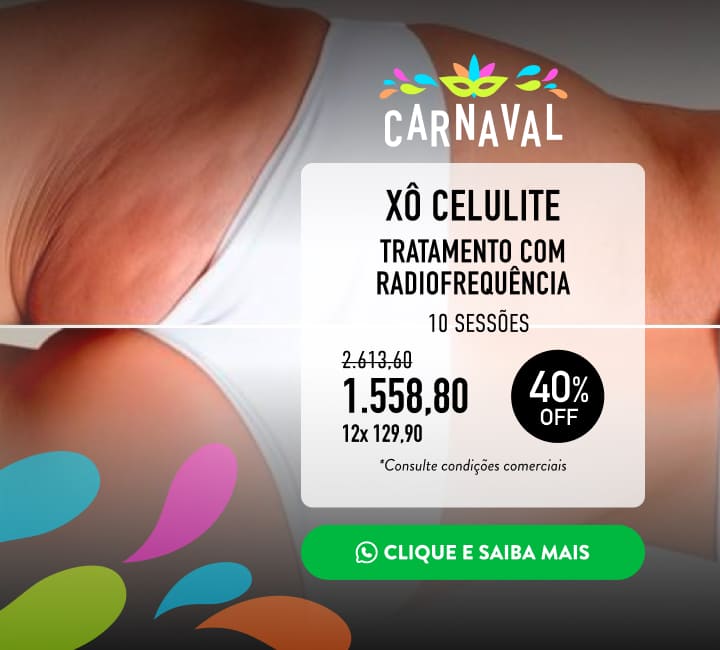 CARNAVAL
XÔ CELULITE
TRATAMENTO COM
RADIOFREQUÊNCIA
10 SESSÕES
2.613,60
1.558,80
12x 129,90
40%
OFF
*Consulte condições comerciais
CLIQUE E SAIBA MAIS